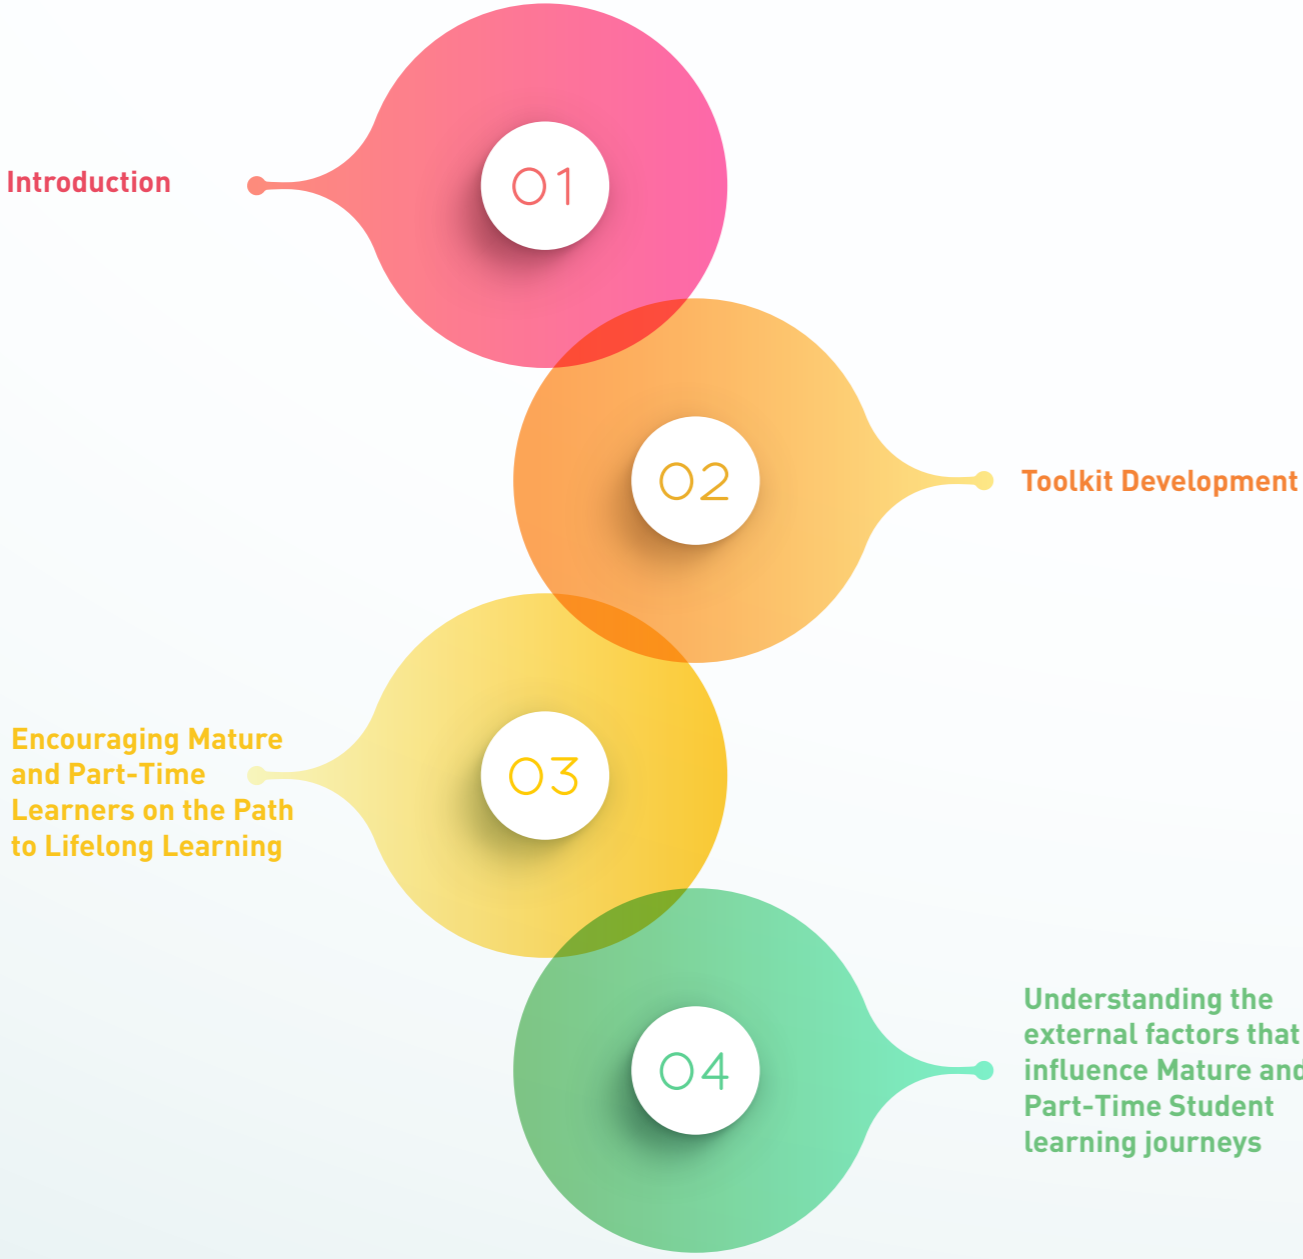 Introduction
01
02
Toolkit Development
Encouraging Mature
and Part-Time
Learners on the Path
to Lifelong Learning
03
04
Understanding the
external factors that
influence Mature and
Part-Time Student
learning journeys